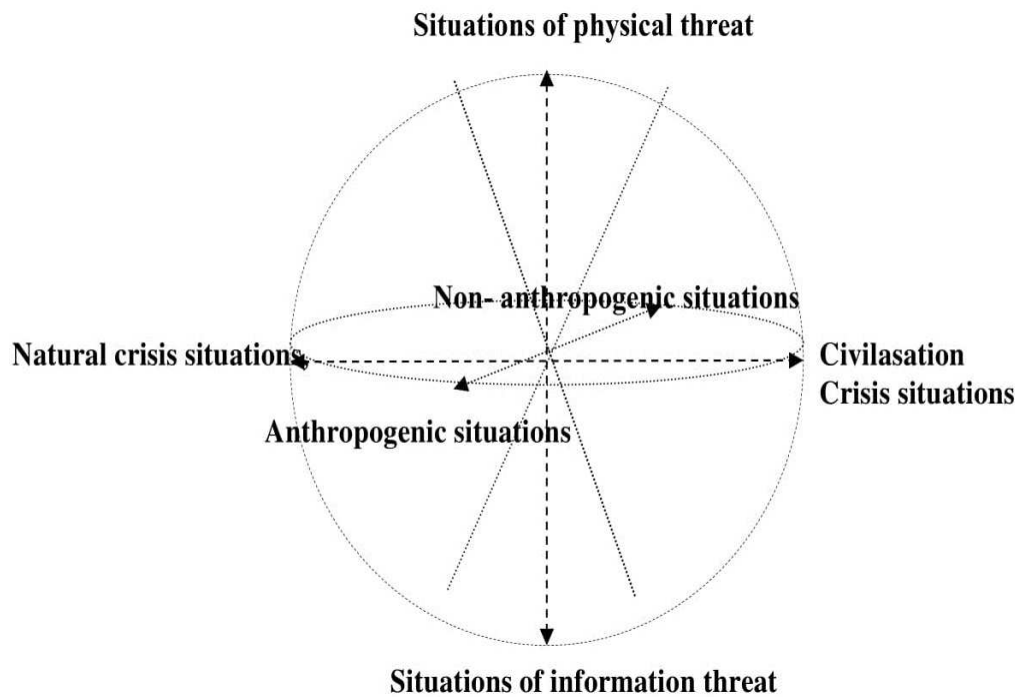 Situations of physical threat
Non- anthropogenic situations
Natural crisis situations
Civilasation
Crisis situations
Anthropogenic situations
Situations of information threat